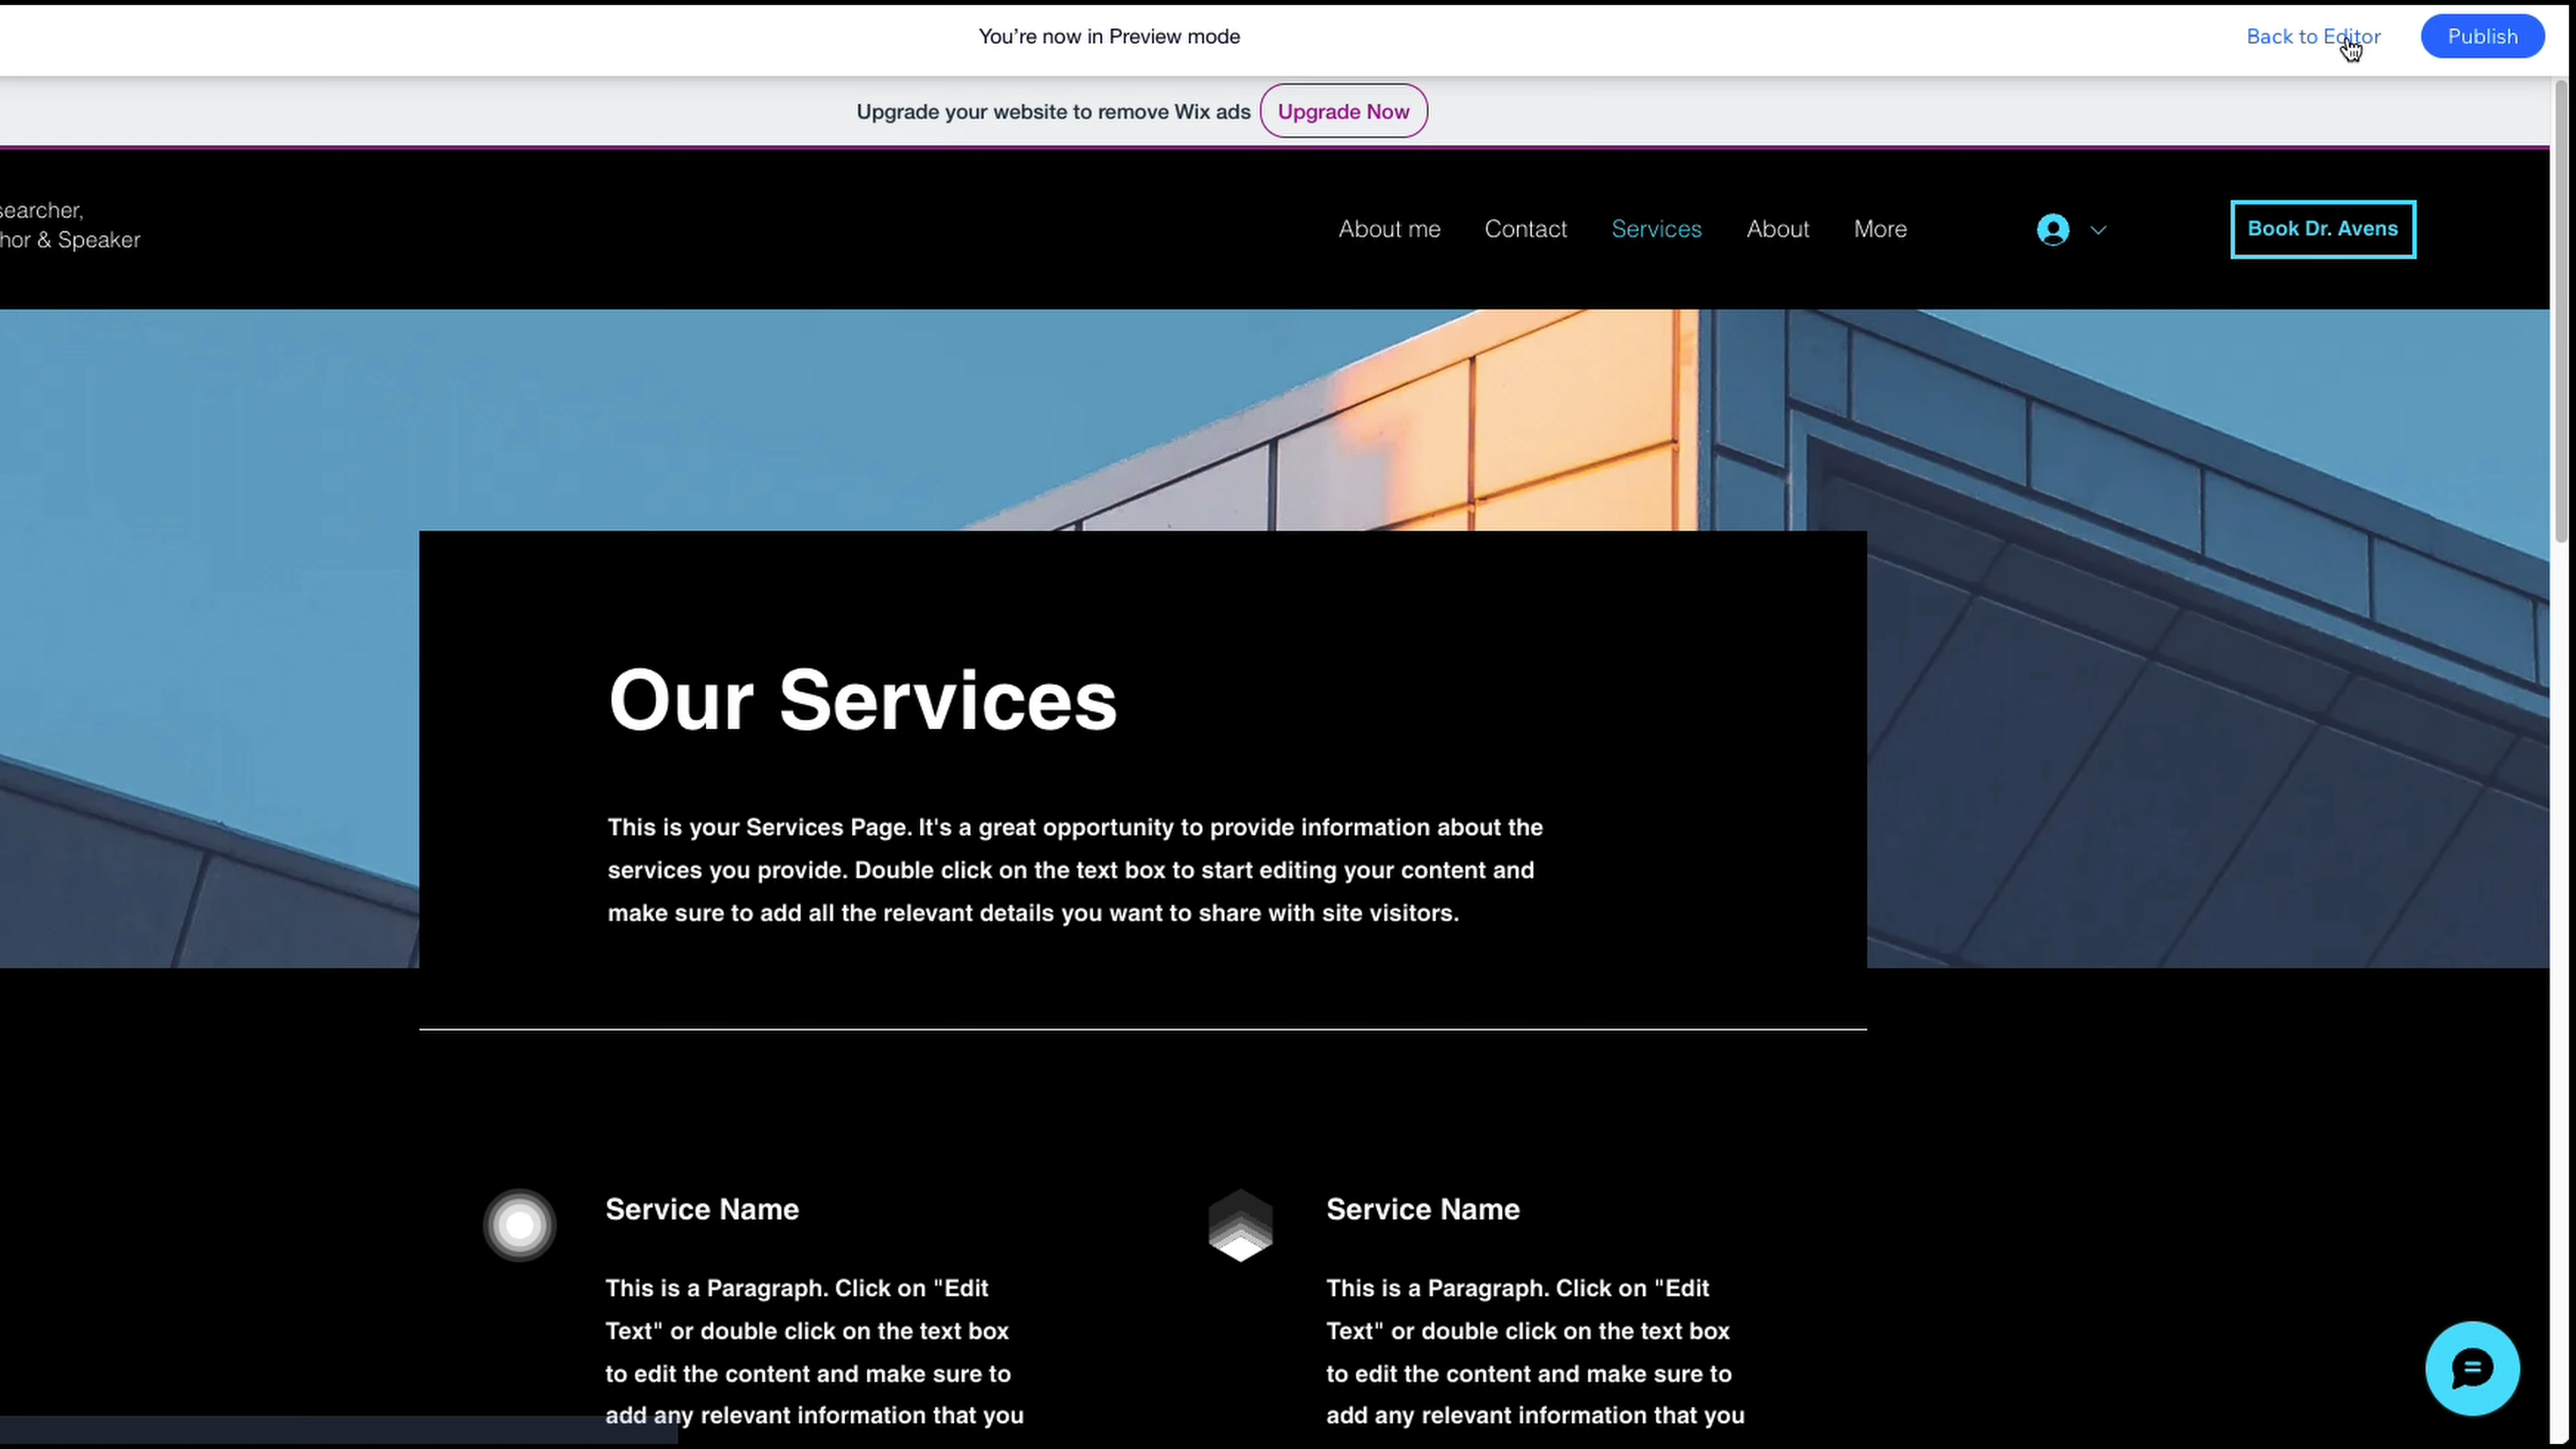 You're now in Preview mode
Back to Editor
Publish
Upgrade your website to remove Wix ads
Upgrade Now
searcher,
hor & Speaker
About me
Contact
Services
About
More
Book Dr. Avens
Our Services
This is your Services Page. It's a great opportunity to provide information about the
services you provide. Double click on the text box to start editing your content and
make sure to add all the relevant details you want to share with site visitors.
Service Name
This is a Paragraph. Click on "Edit
Text" or double click on the text box
to edit the content and make sure to
add any relevant information that you
Service Name
This is a Paragraph. Click on "Edit
Text" or double click on the text box
to edit the content and make sure to
add any relevant information that you